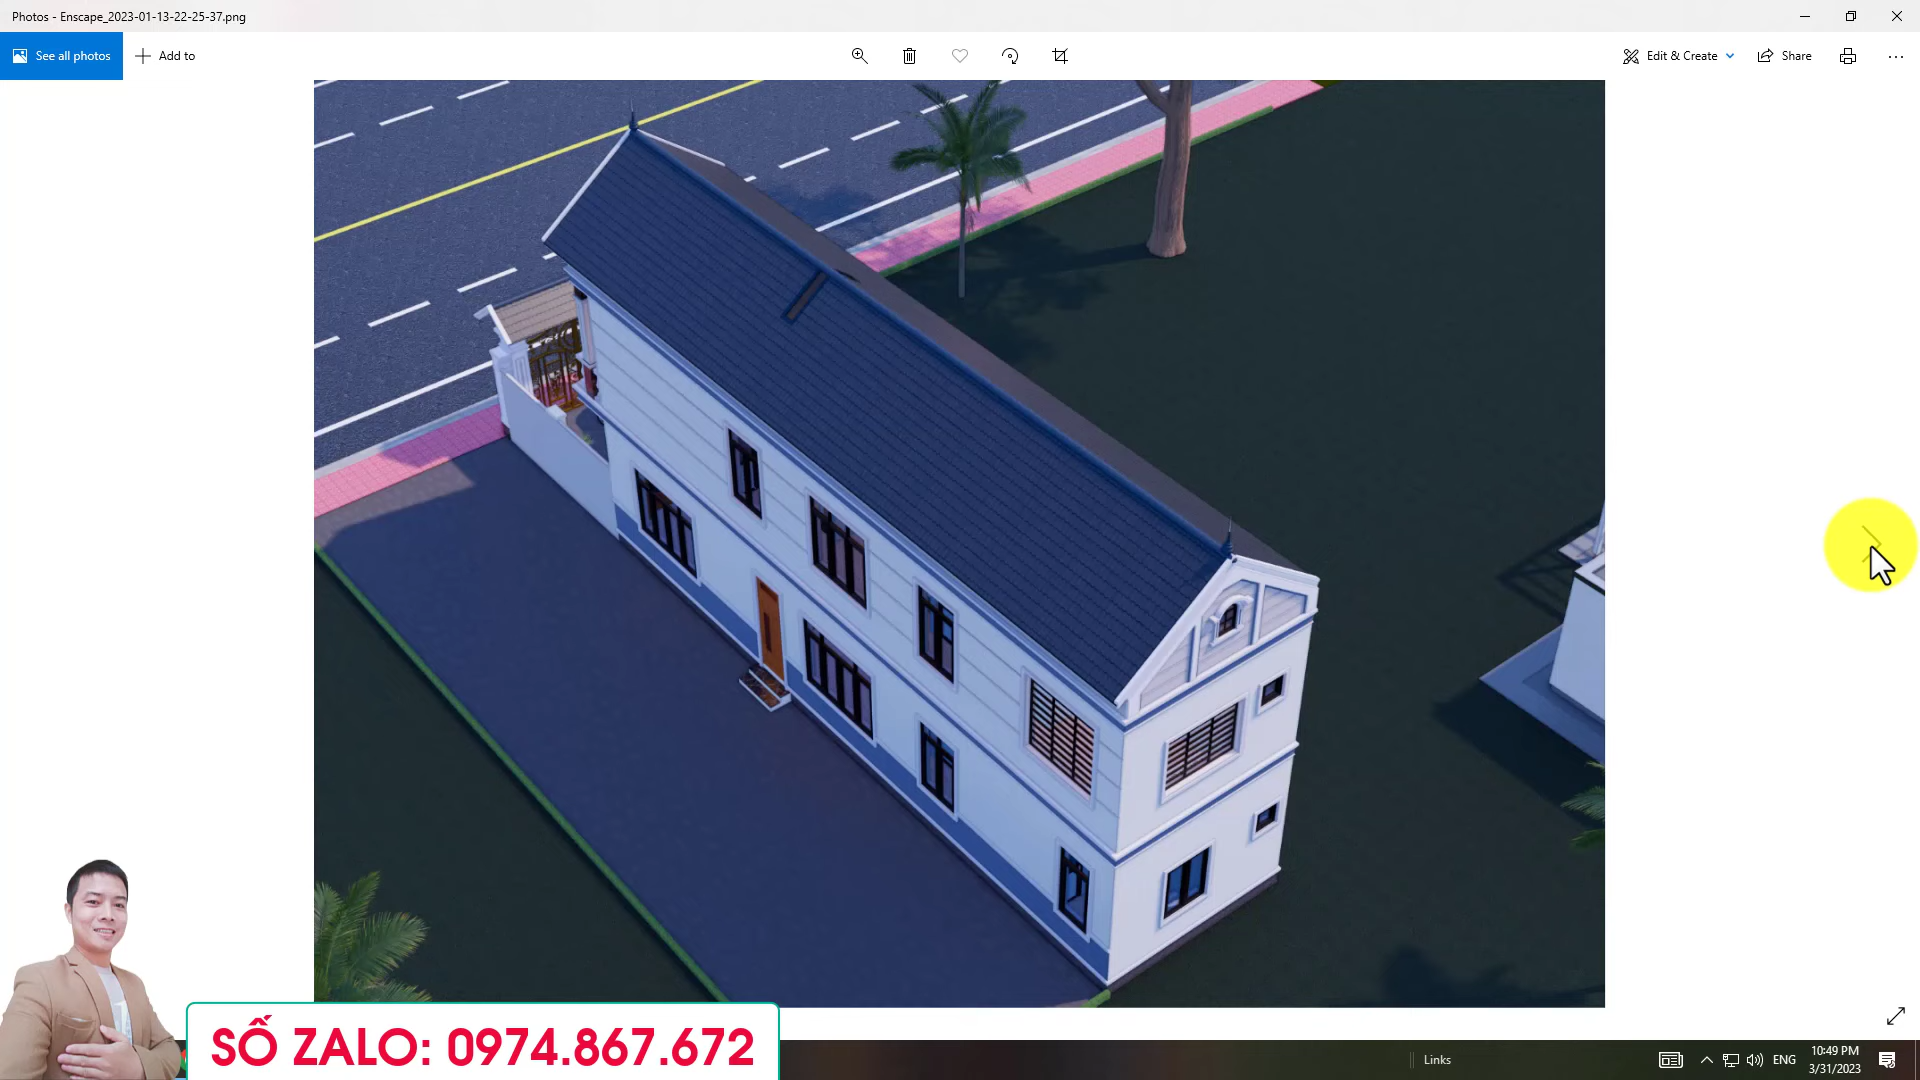 Photos - Enscape_2023-01-13-22-25-37.png
See all photos
Add to
Edit & Create
Share
SỐ ZALO: 0974.867.672
Links
ENG
10:49 PM
3/31/2023